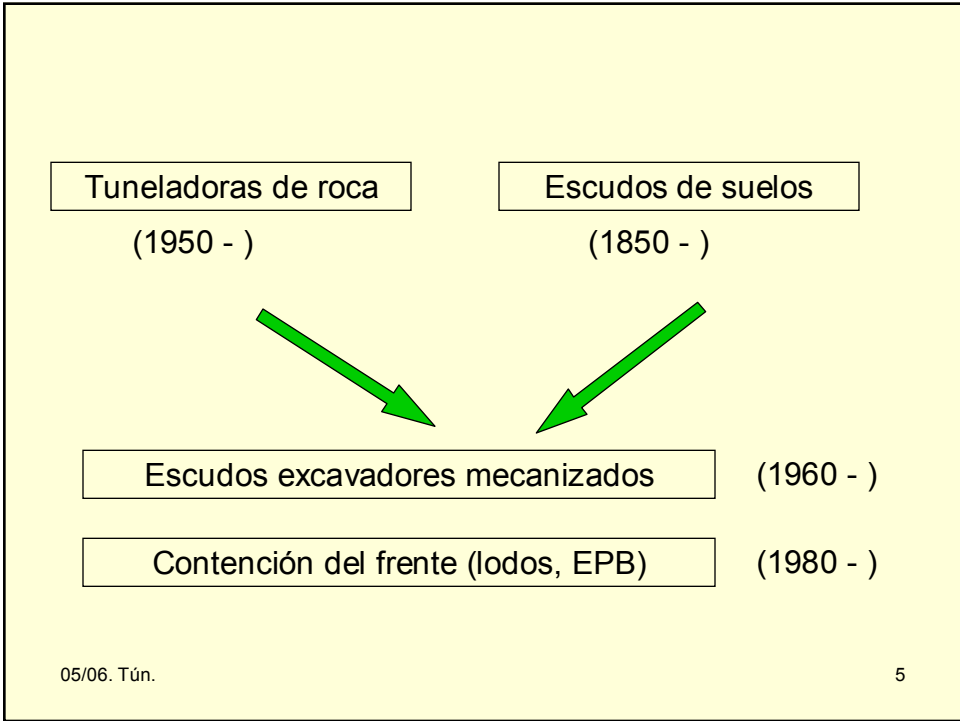 Tuneladoras de roca
(1950 - )
Escudos de suelos
(1850 - )
Escudos excavadores mecanizados
(1960 - )
Contención del frente (lodos, EPB)
(1980 - )
05/06. Tún.
5